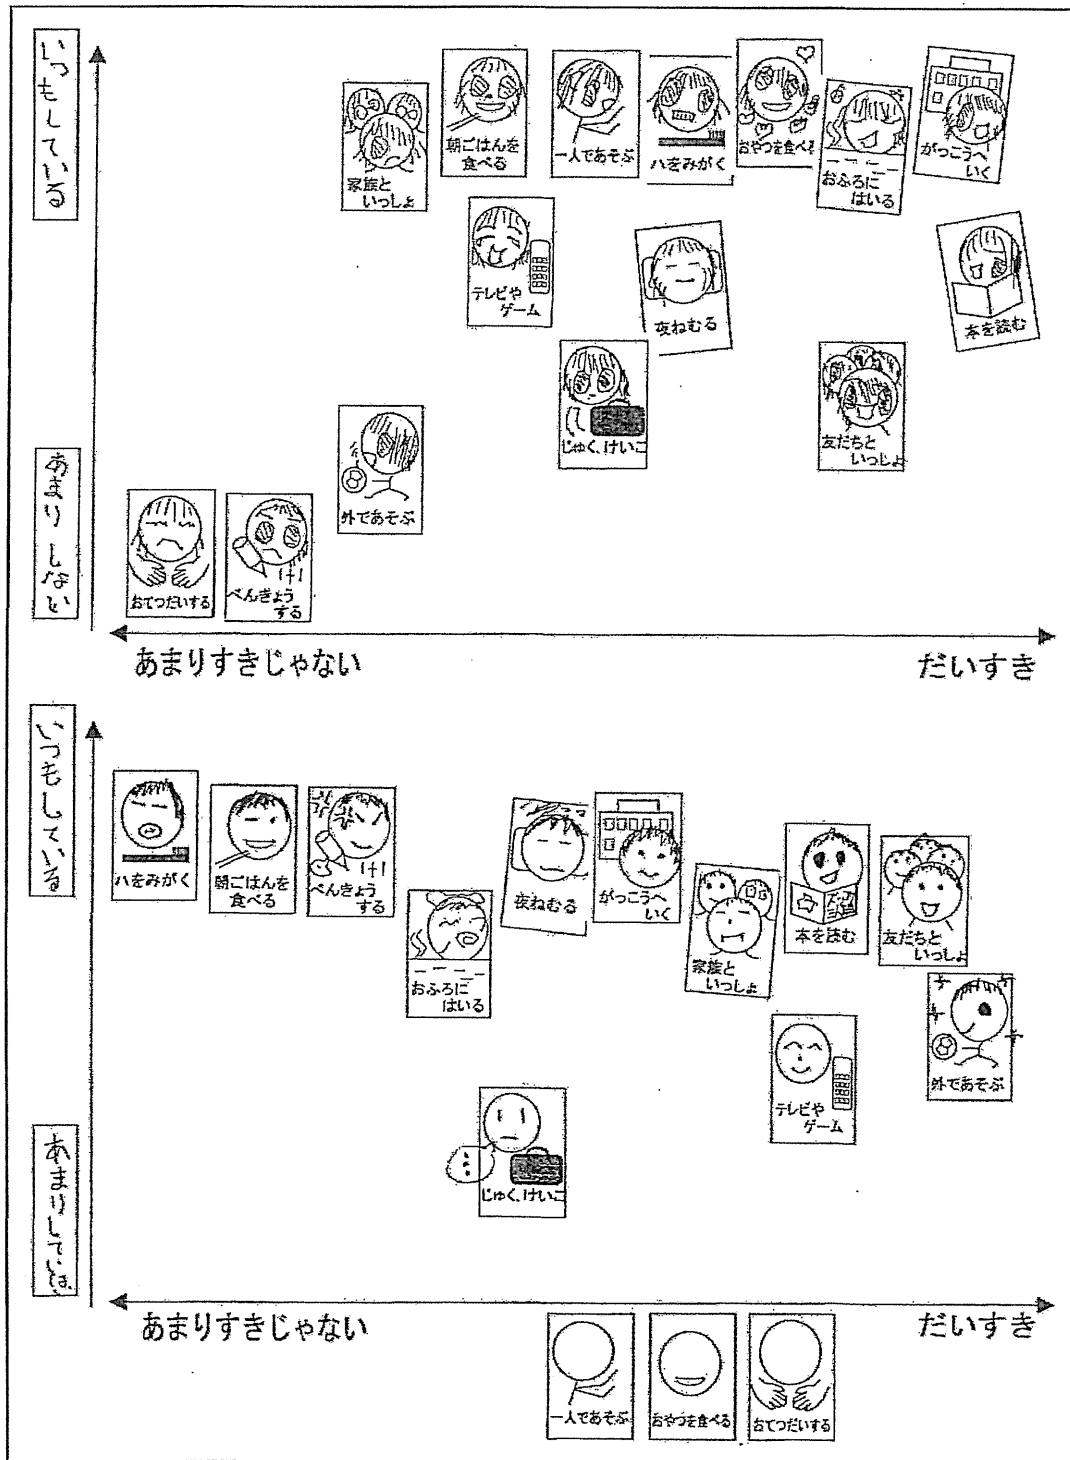 いつもしている
家族と
いっしょ
朝ごはんを
食べる
一人であそぶ
ハをみがく
おやつを食べる
おふろに
はいる
がっこうへ
いく
テレビや
ゲーム
夜ねむる
本を読む
じゅく、けいこ
友だちと
いっしょ
外であそぶ
あまりしない
おてつだいする
1+1
べんきょう
する
あまりすきじゃない
だいすき
いつもしている
ハをみがく
朝ごはんを
食べる
1+1
べんきょう
する
おふろに
はいる
夜ねむる
がっこうへ
いく
家族と
いっしょ
本を読む
友だちと
いっしょ
外であそぶ
テレビや
ゲーム
じゅく、けいこ
あまりしていな
あまりすきじゃない
だいすき
一人であそぶ
おやつを食べる
おてつだいする